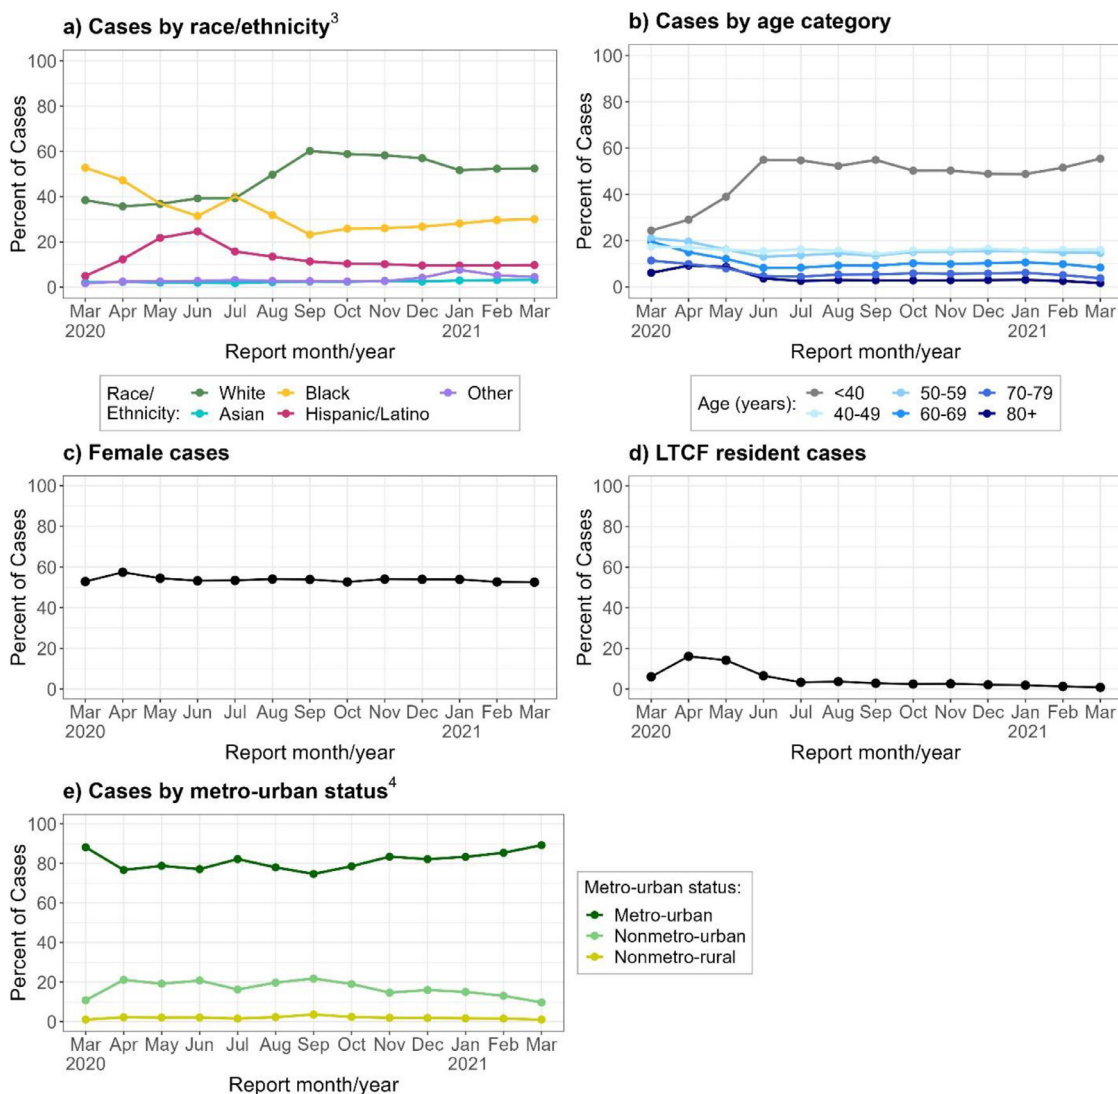 a) Cases by race/ethnicity3
Percent of Cases
100
80
60
40
20
0
Mar Apr May Jun Jul Aug Sep Oct Nov Dec Jan Feb Mar
2020 2021
Report month/year
Race/
Ethnicity:
White Black Other
Asian Hispanic/Latino
b) Cases by age category
Percent of Cases
100
80
60
40
20
0
Mar Apr May Jun Jul Aug Sep Oct Nov Dec Jan Feb Mar
2020 2021
Report month/year
Age (years):
<40 50-59 70-79
40-49 60-69 80+
c) Female cases
Percent of Cases
100
80
60
40
20
0
Mar Apr May Jun Jul Aug Sep Oct Nov Dec Jan Feb Mar
2020 2021
Report month/year
d) LTCF resident cases
Percent of Cases
100
80
60
40
20
0
Mar Apr May Jun Jul Aug Sep Oct Nov Dec Jan Feb Mar
2020 2021
Report month/year
e) Cases by metro-urban status4
Percent of Cases
100
80
60
40
20
0
Mar Apr May Jun Jul Aug Sep Oct Nov Dec Jan Feb Mar
2020 2021
Report month/year
Metro-urban status:
Metro-urban
Nonmetro-urban
Nonmetro-rural